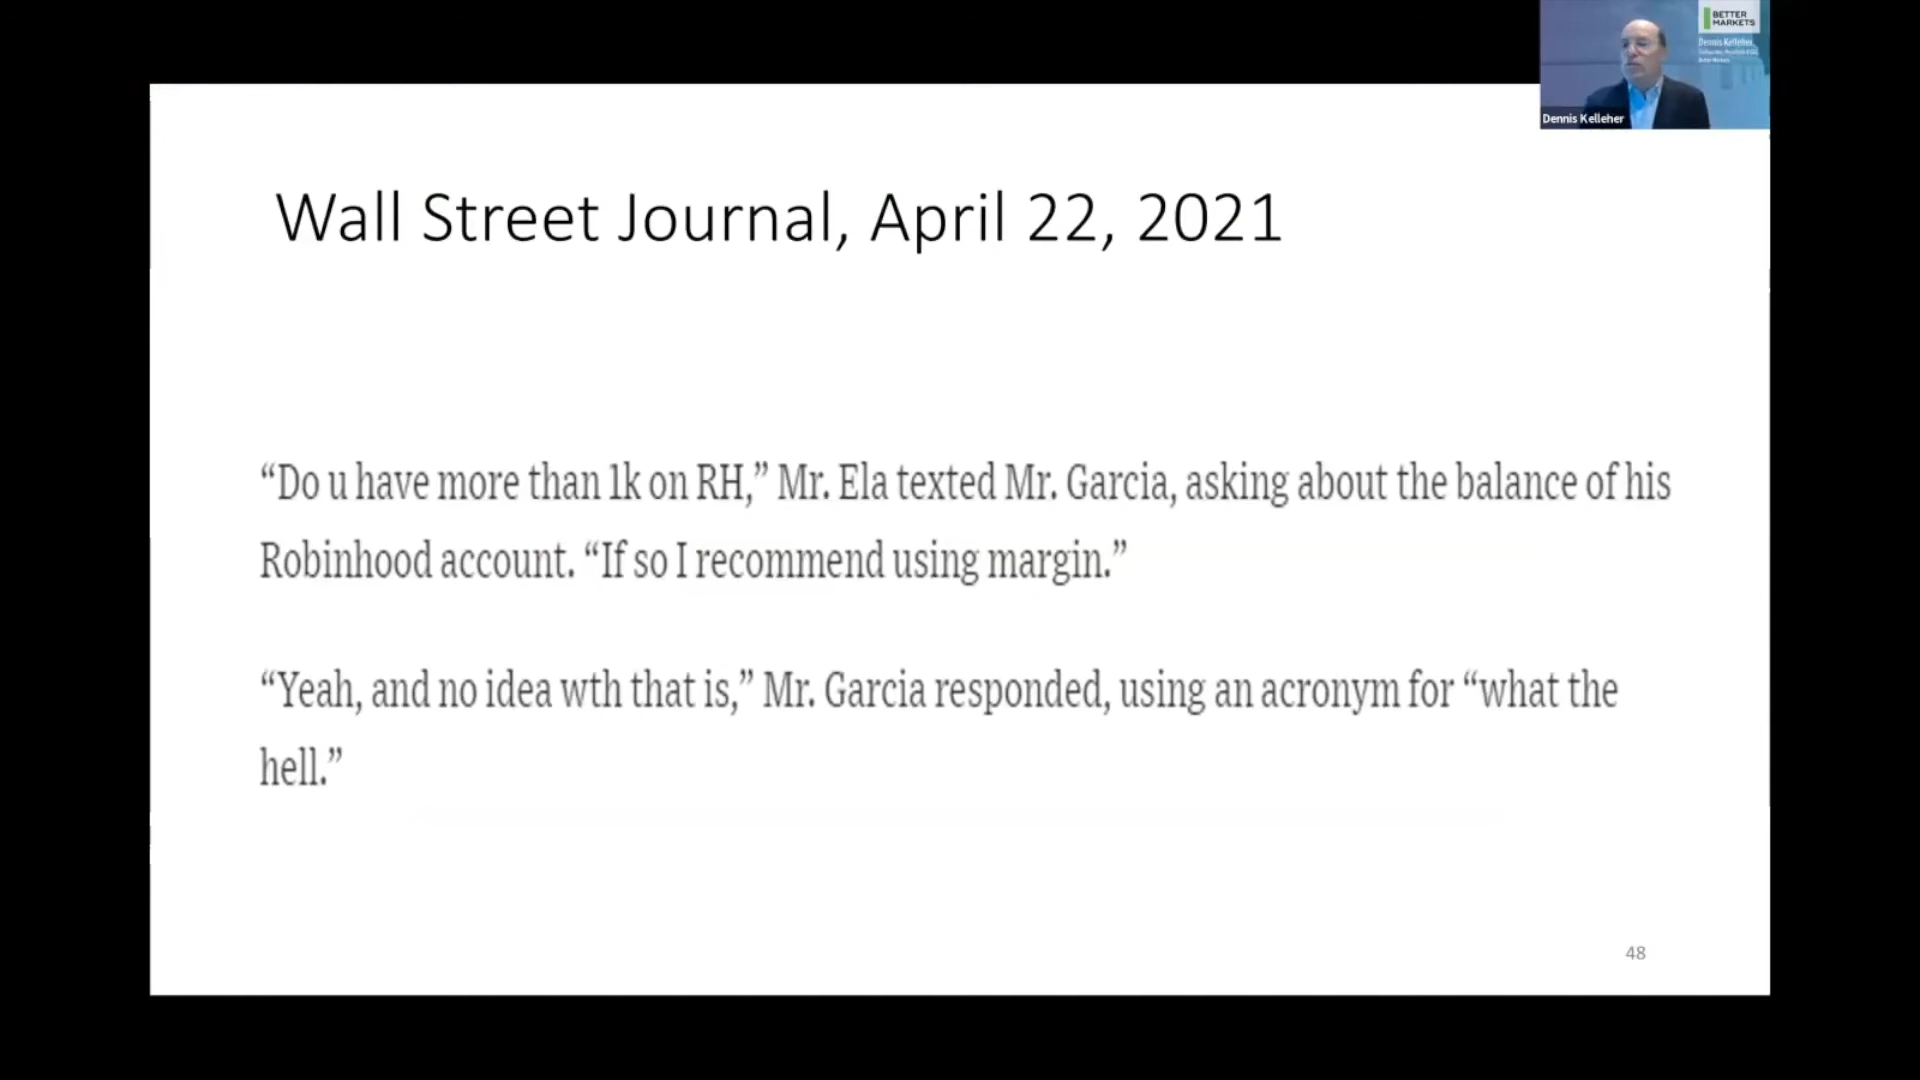 BETTER
MARKETS
Dennis Kelleher
Better Markets
Dennis Kelleher
Wall Street Journal, April 22, 2021
“Do u have more than 1k on RH,” Mr. Ela texted Mr. Garcia, asking about the balance of his
Robinhood account. “If so I recommend using margin.”
“Yeah, and no idea wth that is,” Mr. Garcia responded, using an acronym for “what the
hell.”
48